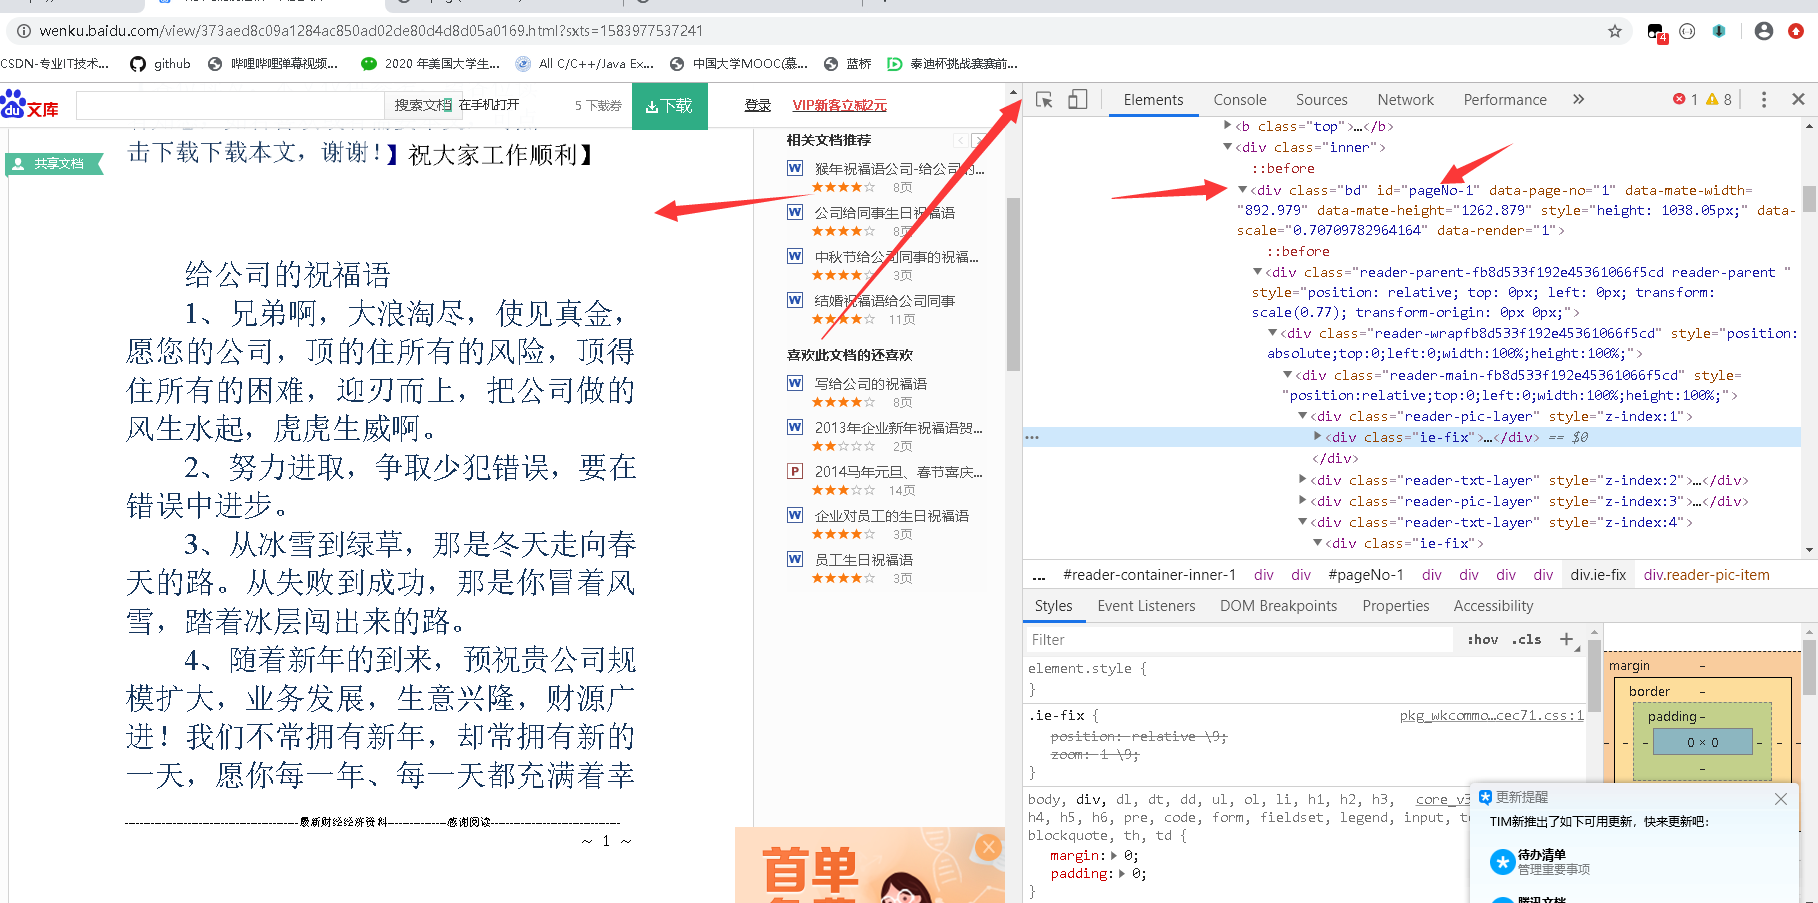 wenku.baidu.com/view/373aed8c09a1284ac850ad02de80d4d8d05a0169.html?sxts=1583977537241
4
CSDN-专业IT技术...
github
哔哩哔哩弹幕视频...
2020 年美国大学生...
All C/C++/Java Ex...
中国大学MOOC(慕...
蓝桥
泰迪杯挑战赛赛前...
du文库
搜索文档
在手机打开
5 下载券
下载
登录
VIP新客立减2元
共享文档
击下载下载本文，谢谢！】祝大家工作顺利】
给公司的祝福语
1、兄弟啊，大浪淘尽，使见真金，
愿您的公司，顶的住所有的风险，顶得
住所有的困难，迎刃而上，把公司做的
风生水起，虎虎生威啊。
2、努力进取，争取少犯错误，要在
错误中进步。
3、从冰雪到绿草，那是冬天走向春
天的路。从失败到成功，那是你冒着风
雪，踏着冰层闯出来的路。
4、随着新年的到来，预祝贵公司规
模扩大，业务发展，生意兴隆，财源广
进！我们不常拥有新年，却常拥有新的
一天，愿你每一年、每一天都充满着幸
最新财经经济资料----------------感谢阅读
~ 1 ~
相关文档推荐
W 猴年祝福语公司-给公司的...
8页
W 公司给同事生日祝福语
8页
W 中秋节给公司同事的祝福...
3页
W 结婚祝福语给公司同事
11页
喜欢此文档的还喜欢
W 写给公司的祝福语
8页
W 2013年企业新年祝福语贺...
2页
P 2014马年元旦、春节喜庆...
14页
W 企业对员工的生日祝福语
3页
W 员工生日祝福语
3页
首单
Elements Console Sources Network Performance » 1 8
<b class="top">…</b>
<div class="inner">
::before
<div class="bd" id="pageNo-1" data-page-no="1" data-mate-width=
"892.979" data-mate-height="1262.879" style="height: 1038.05px;" data-
scale="0.70709782964164" data-render="1">
::before
<div class="reader-parent-fb8d533f192e45361066f5cd reader-parent "
style="position: relative; top: 0px; left: 0px; transform:
scale(0.77); transform-origin: 0px 0px;">
<div class="reader-wrapfb8d533f192e45361066f5cd" style="position:
absolute;top:0;left:0;width:100%;height:100%;">
<div class="reader-main-fb8d533f192e45361066f5cd" style=
"position:relative;top:0;left:0;width:100%;height:100%;">
<div class="reader-pic-layer" style="z-index:1">
<div class="ie-fix">…</div> == $0
</div>
<div class="reader-txt-layer" style="z-index:2">…</div>
<div class="reader-pic-layer" style="z-index:3">…</div>
<div class="reader-txt-layer" style="z-index:4">
<div class="ie-fix">
... #reader-container-inner-1 div div #pageNo-1 div div div div div.ie-fix div.reader-pic-item
Styles Event Listeners DOM Breakpoints Properties Accessibility
Filter :hov .cls +
element.style {
}
.ie-fix { pkg_wkcommo…cec71.css:1
position: relative \9;
zoom: 1 \9;
}
body, div, dl, dt, dd, ul, ol, li, h1, h2, h3, core_v3
h4, h5, h6, pre, code, form, fieldset, legend, input, te
blockquote, th, td {
margin: 0;
padding: 0;
}
margin -
border -
padding -
- - - 0 × 0 - - -
-
更新提醒
TIM新推出了如下可用更新，快来更新吧：
待办清单
管理重要事项
腾讯文档